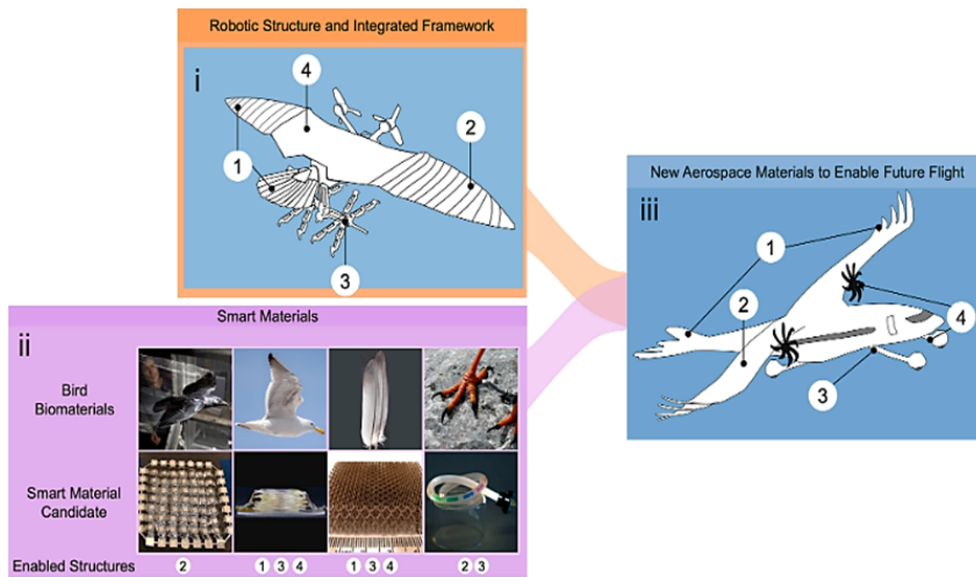 Robotic Structure and Integrated Framework
i
4
2
1
3
New Aerospace Materials to Enable Future Flight
iii
1
2
4
3
Smart Materials
ii
Bird
Biomaterials
Smart Material
Candidate
Enabled Structures
2
1 3 4
1 3 4
2 3